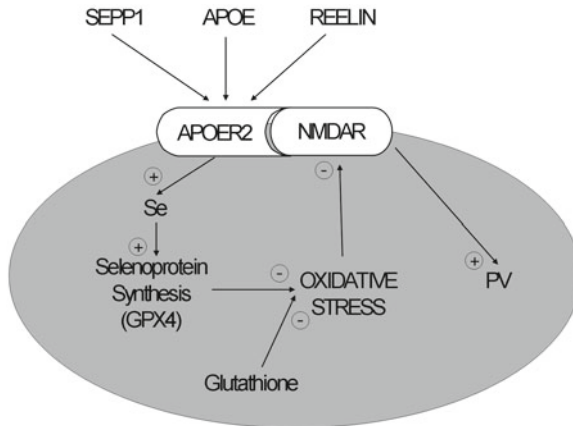 SEPP1 APOE REELIN
APOER2 NMDAR
+ -
Se
+
Selenoprotein
Synthesis
(GPX4)
- OXIDATIVE
STRESS
-
+ PV
Glutathione